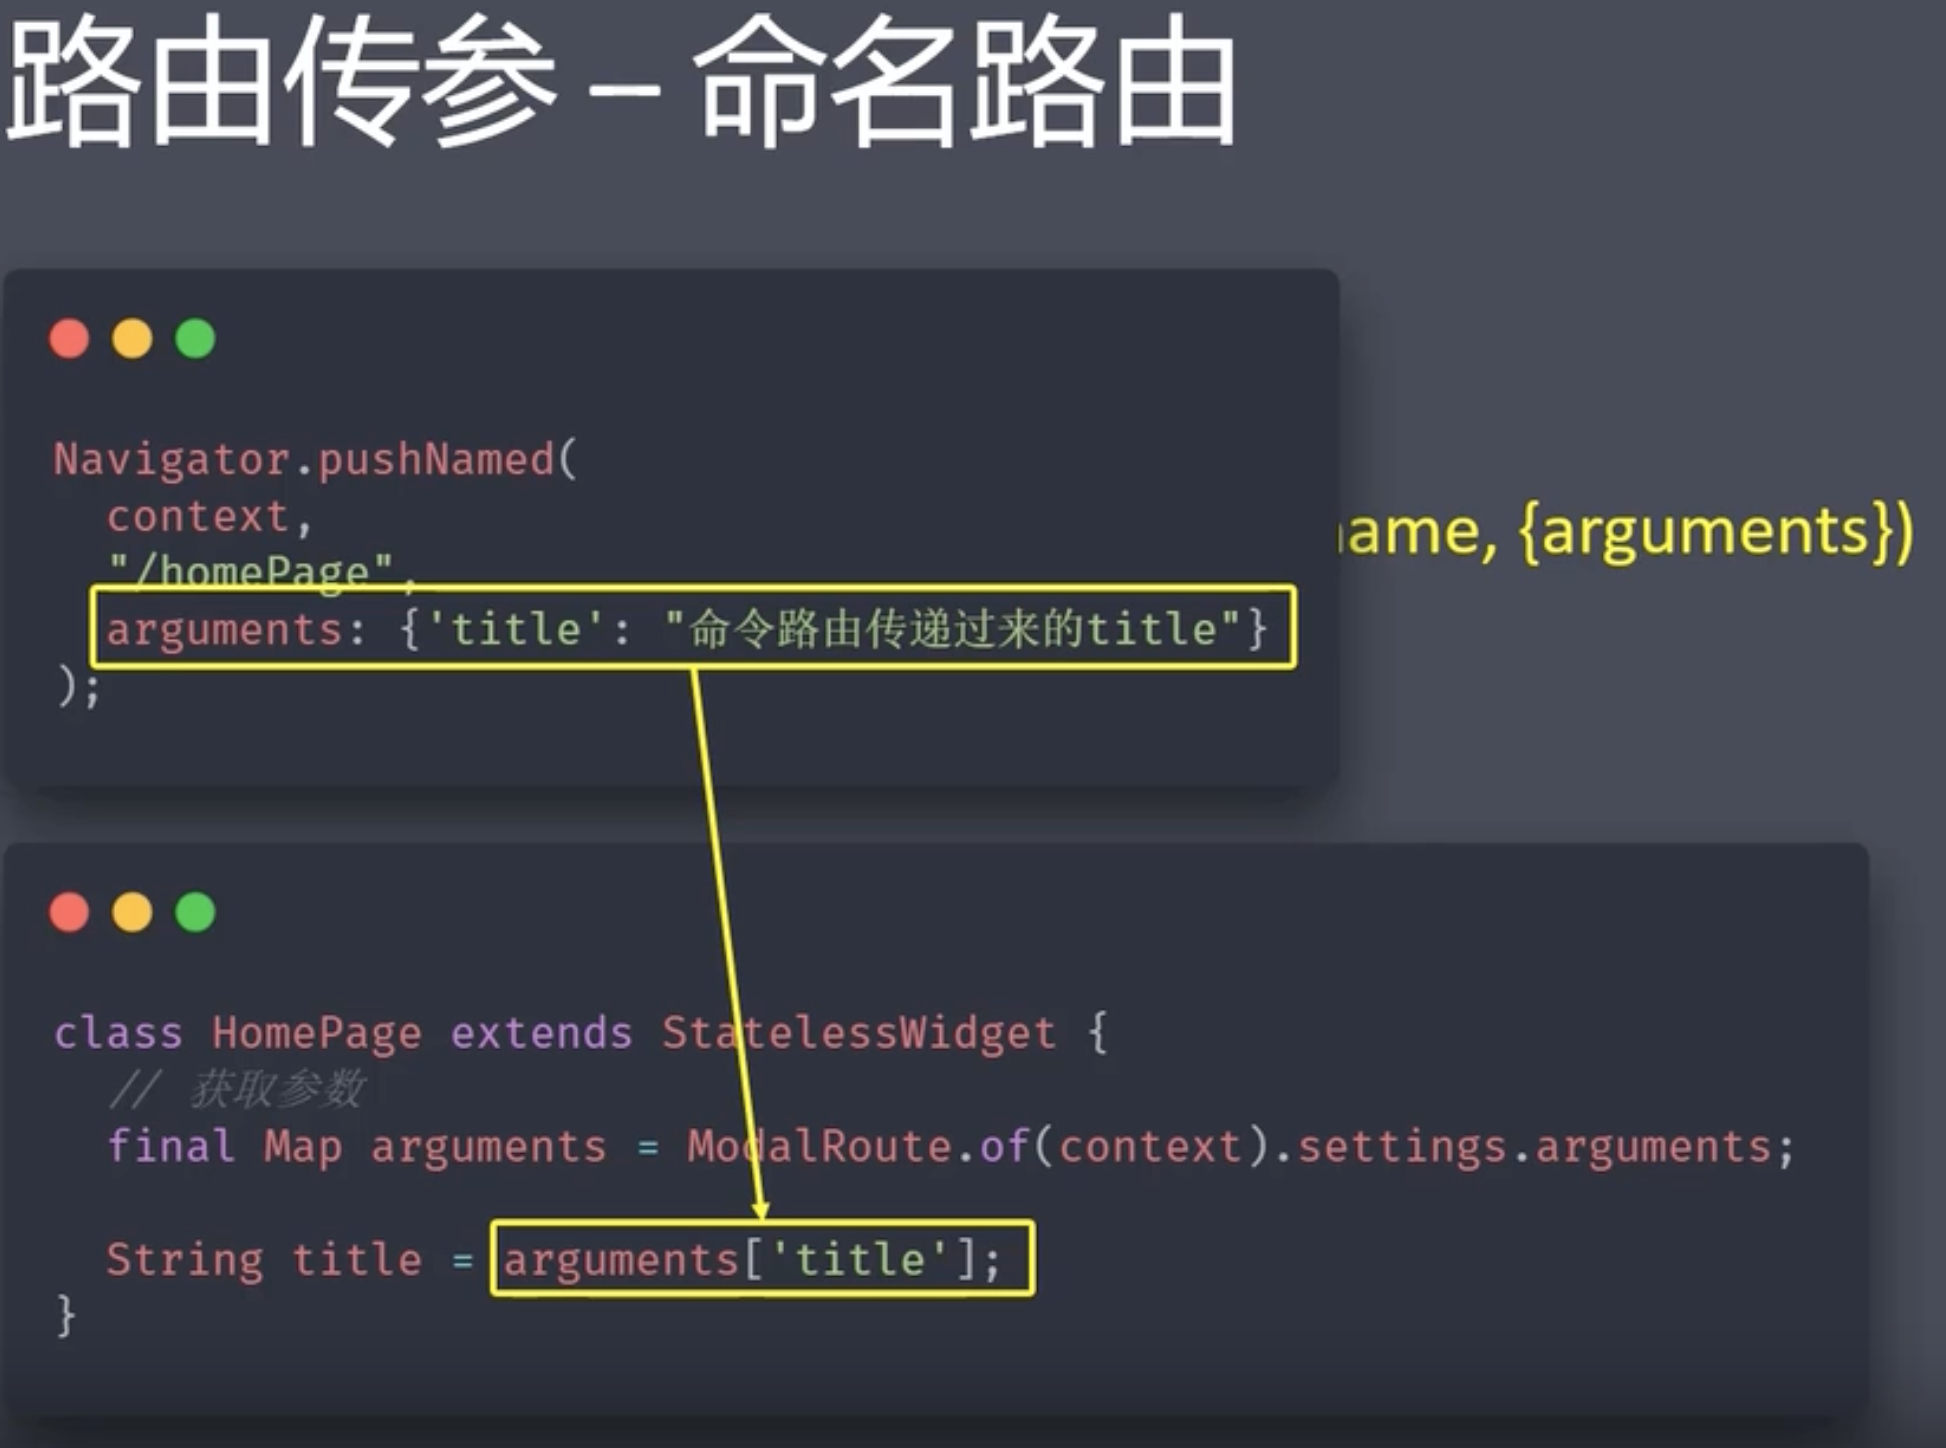 路由传参 – 命名路由
Navigator.pushNamed(
context,
"/homePage",
arguments: {'title': "命令路由传递过来的title"}
);
ame, {arguments})
class HomePage extends StatelessWidget {
// 获取参数
final Map arguments = ModalRoute.of(context).settings.arguments;
String title = arguments['title'];
}